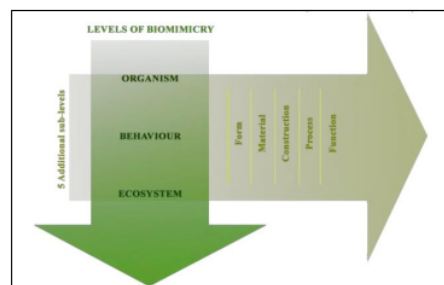 LEVELS OF BIOMIMICRY
ORGANISM
BEHAVIOUR
ECOSYSTEM
5 Additional sub-levels
Form
Material
Construction
Process
Function